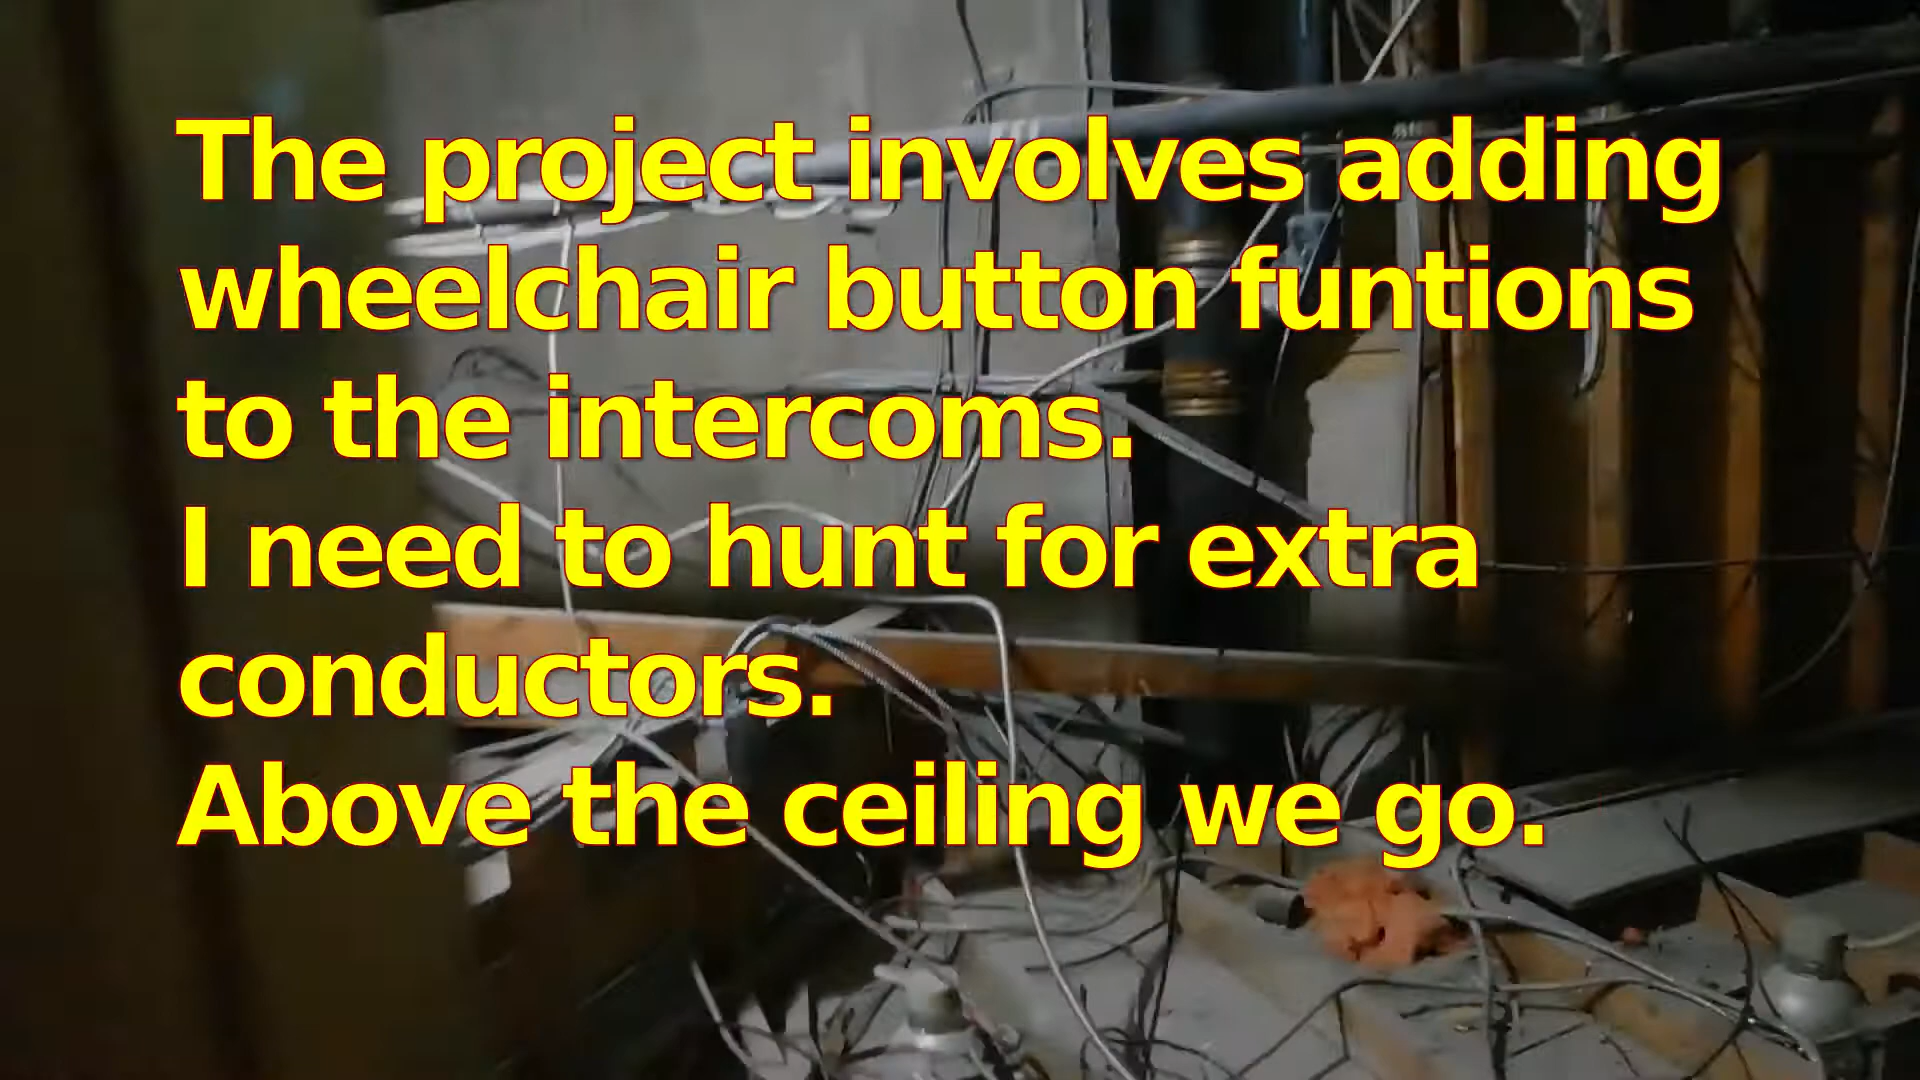 The project involves adding
wheelchair button funtions
to the intercoms.
I need to hunt for extra
conductors.
Above the ceiling we go.